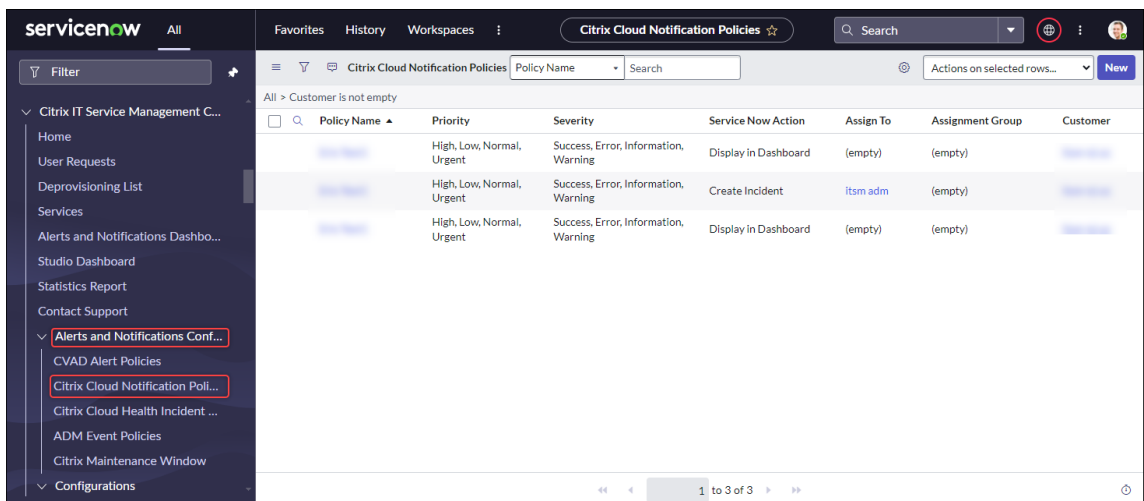 servicenow
All
Favorites
History
Workspaces
Citrix Cloud Notification Policies
Search
Filter
Citrix Cloud Notification Policies
Policy Name
Search
Actions on selected rows...
New
All > Customer is not empty
Citrix IT Service Management C...
Home
User Requests
Deprovisioning List
Services
Alerts and Notifications Dashbo...
Studio Dashboard
Statistics Report
Contact Support
Alerts and Notifications Conf...
CVAD Alert Policies
Citrix Cloud Notification Poli...
Citrix Cloud Health Incident ...
ADM Event Policies
Citrix Maintenance Window
Configurations
Policy Name
Priority
Severity
Service Now Action
Assign To
Assignment Group
Customer
High, Low, Normal,
Urgent
Success, Error, Information,
Warning
Display in Dashboard
(empty)
(empty)
High, Low, Normal,
Urgent
Success, Error, Information,
Warning
Create Incident
itsm adm
(empty)
High, Low, Normal,
Urgent
Success, Error, Information,
Warning
Display in Dashboard
(empty)
(empty)
1 to 3 of 3